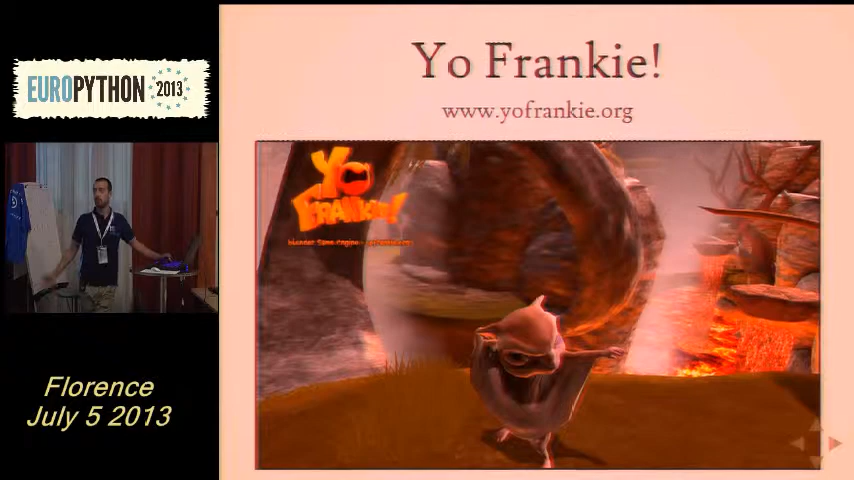 EUROPYTHON 2013
Florence
July 5 2013
Yo Frankie!
www.yofrankie.org
Yo
FRANKIE!